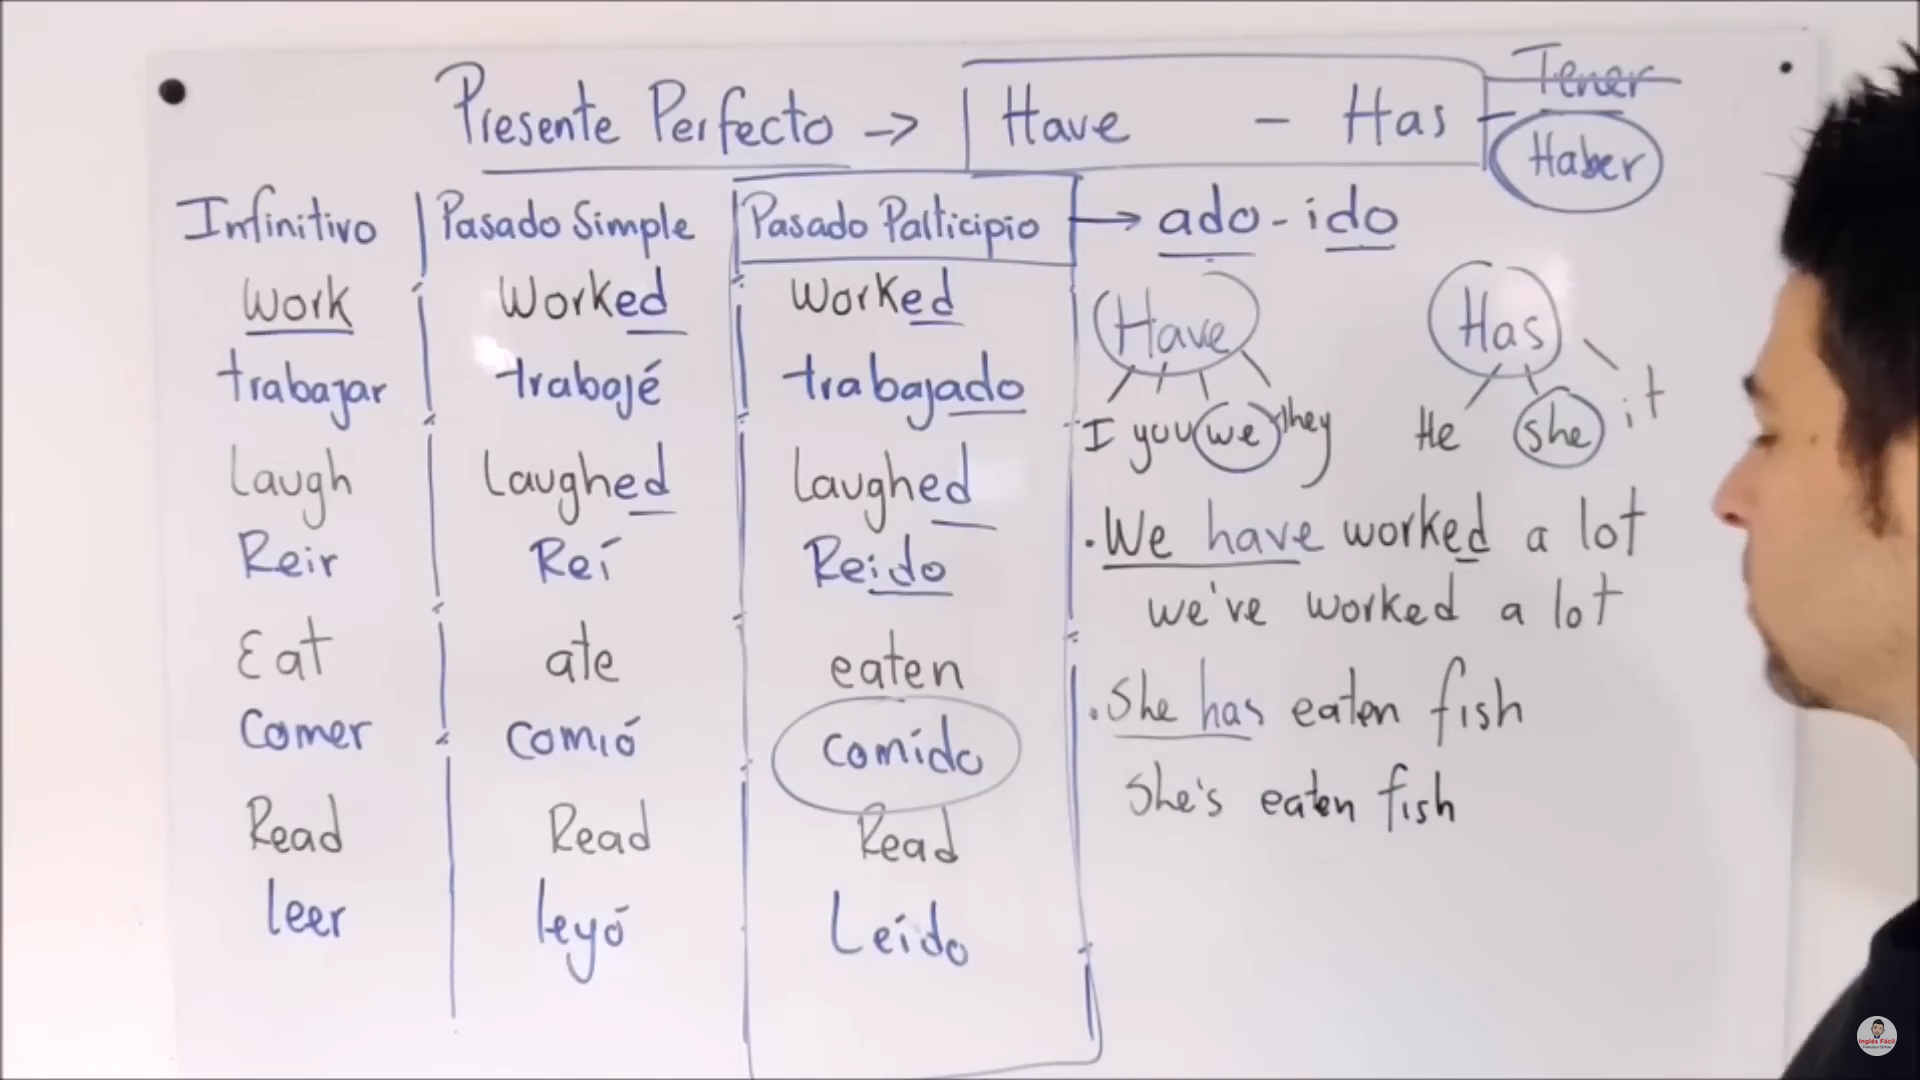 Presente Perfecto → Have - Has - Tener
Haber
Infinitivo | Pasado Simple | Pasado Participio → ado - ido
Work worked worked
trabajar trabajé trabajado
Laugh Laughed Laughed
Reir Reí Reido
Eat ate eaten
Comer comió comido
Read Read Read
leer leyó Leído
Have Has
I you we they He she it
. We have worked a lot
we've worked a lot
. She has eaten fish
She's eaten fish
Inglés Fácil